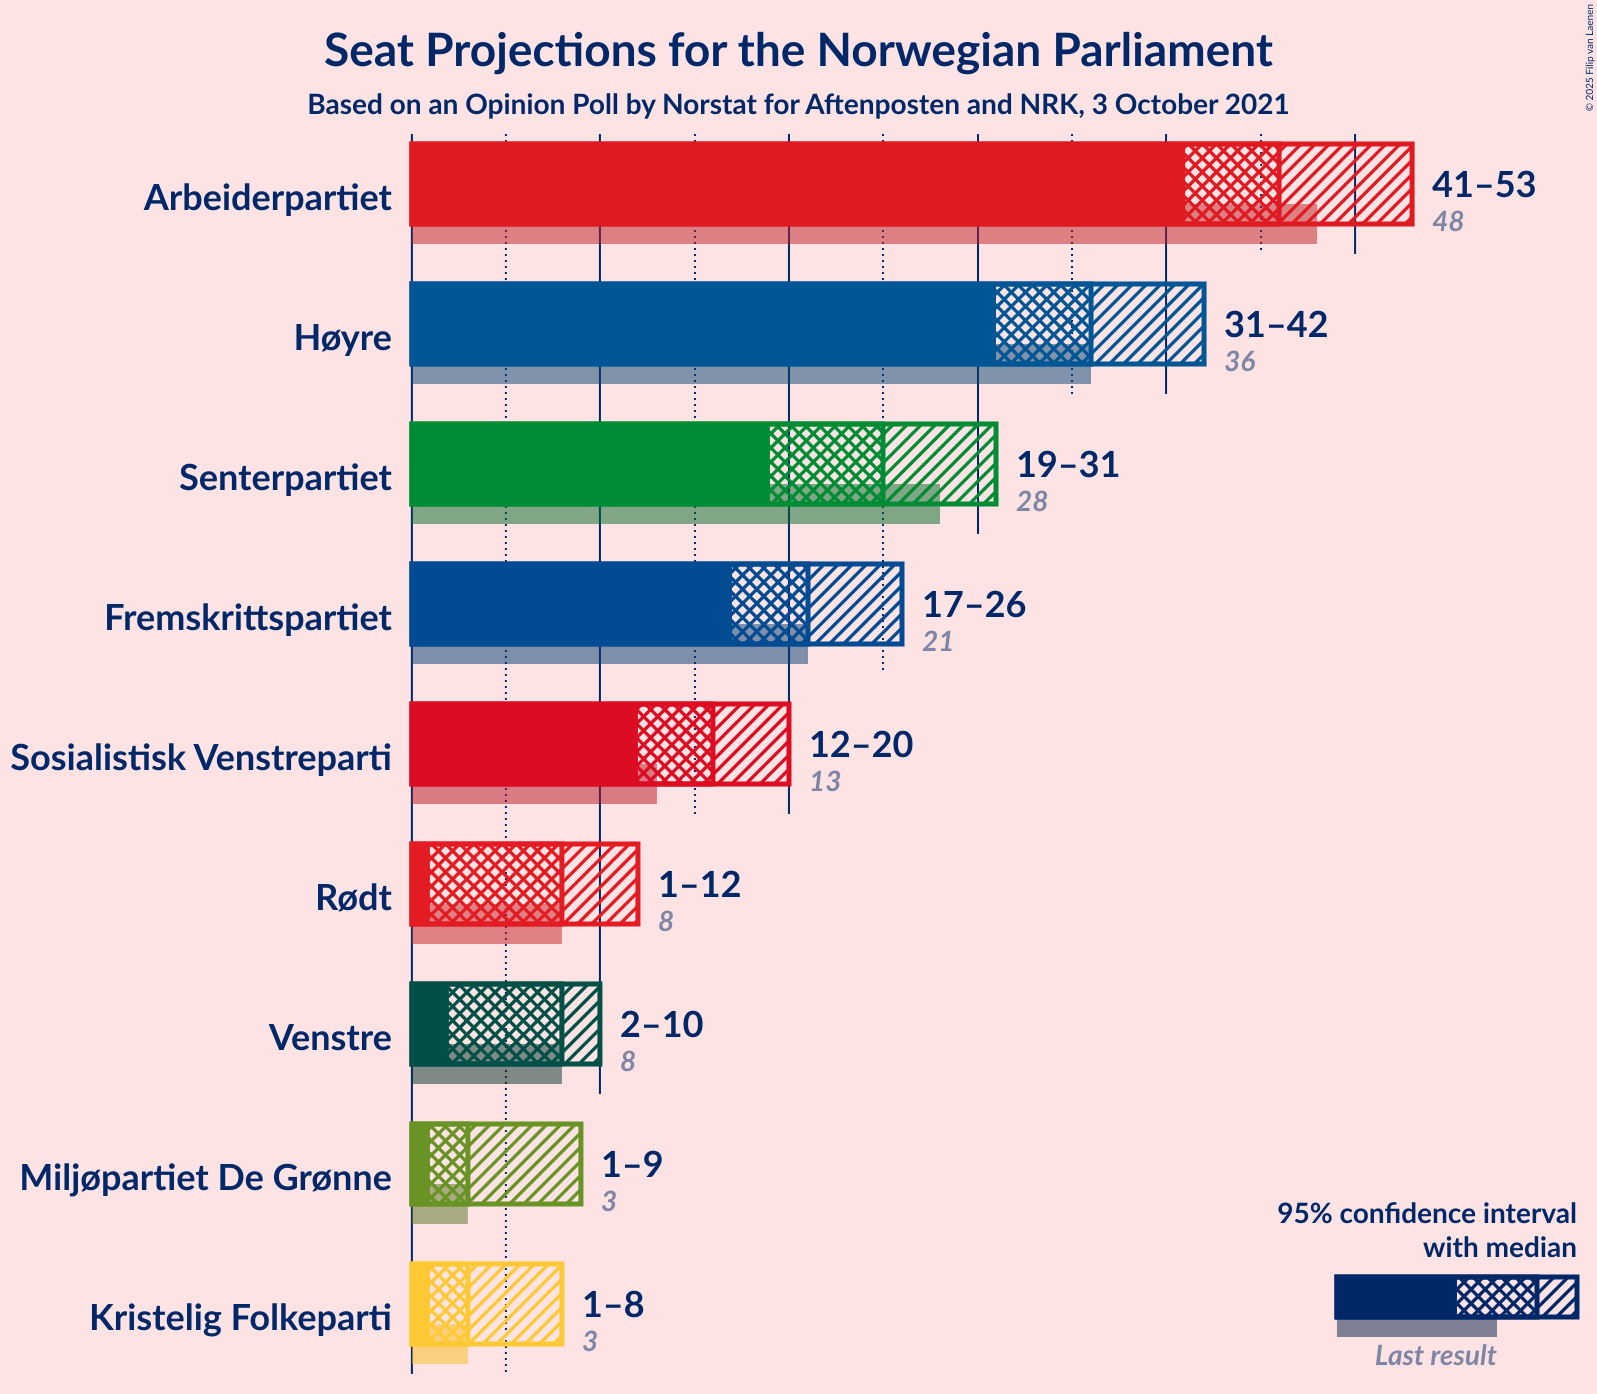 Seat Projections for the Norwegian Parliament
Based on an Opinion Poll by Norstat for Aftenposten and NRK, 3 October 2021
© 2025 Filip van Laenen
Arbeiderpartiet
41–53
48
Høyre
31–42
36
Senterpartiet
19–31
28
Fremskrittspartiet
17–26
21
Sosialistisk Venstreparti
12–20
13
Rødt
1–12
8
Venstre
2–10
8
Miljøpartiet De Grønne
1–9
3
Kristelig Folkeparti
1–8
3
95% confidence interval
with median
Last result